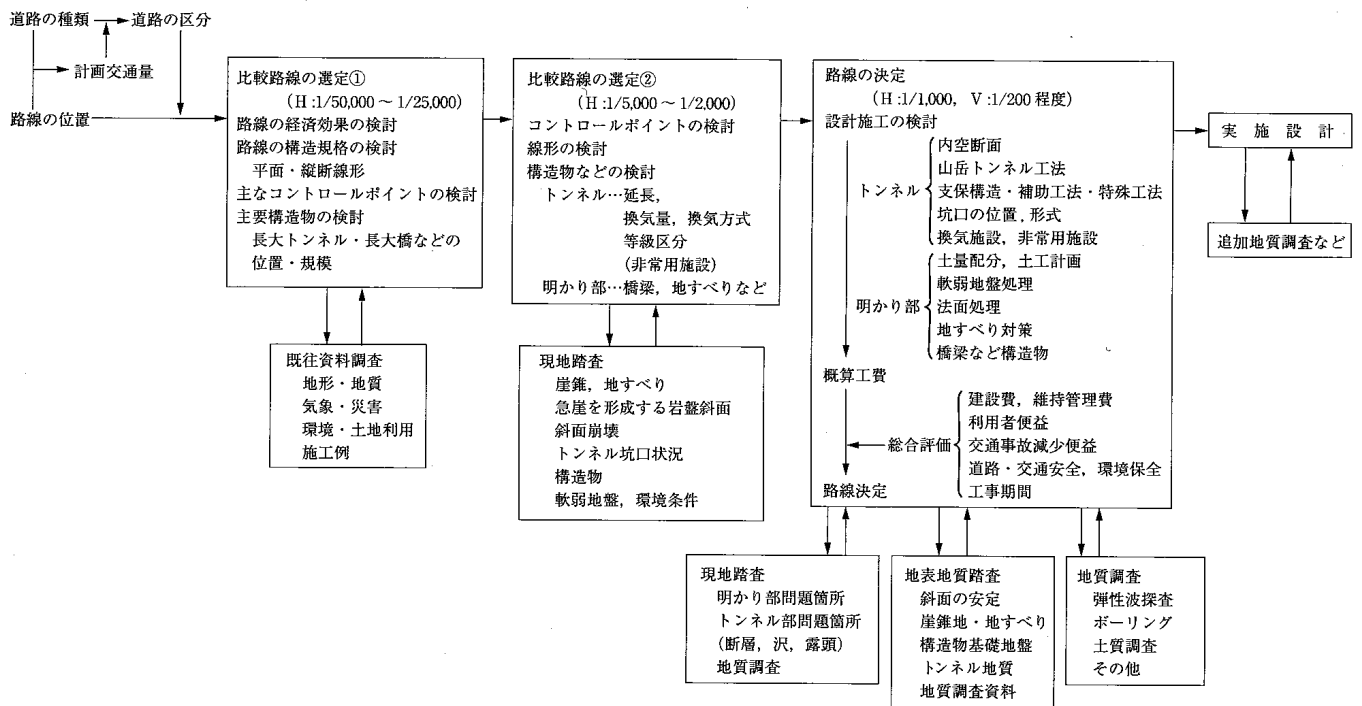 道路の種類
道路の区分
計画交通量
路線の位置
比較路線の選定①
(H:1/50,000～1/25,000)
路線の経済効果の検討
路線の構造規格の検討
平面・縦断線形
主なコントロールポイントの検討
主要構造物の検討
長大トンネル・長大橋などの
位置・規模
既往資料調査
地形・地質
気象・災害
環境・土地利用
施工例
比較路線の選定②
(H:1/5,000～1/2,000)
コントロールポイントの検討
線形の検討
構造物などの検討
トンネル…延長,
換気量, 換気方式
等級区分
(非常用施設)
明かり部…橋梁, 地すべりなど
現地踏査
崖錐, 地すべり
急崖を形成する岩盤斜面
斜面崩壊
トンネル坑口状況
構造物
軟弱地盤, 環境条件
路線の決定
(H:1/1,000, V:1/200程度)
設計施工の検討
トンネル
内空断面
山岳トンネル工法
支保構造・補助工法・特殊工法
坑口の位置, 形式
換気施設, 非常用施設
明かり部
土量配分, 土工計画
軟弱地盤処理
法面処理
地すべり対策
橋梁など構造物
概算工費
総合評価
建設費, 維持管理費
利用者便益
交通事故減少便益
道路・交通安全, 環境保全
工事期間
路線決定
現地踏査
明かり部問題箇所
トンネル部問題箇所
(断層, 沢, 露頭)
地質調査
地表地質踏査
斜面の安定
崖錐地・地すべり
構造物基礎地盤
トンネル地質
地質調査資料
地質調査
弾性波探査
ボーリング
土質調査
その他
実施設計
追加地質調査など